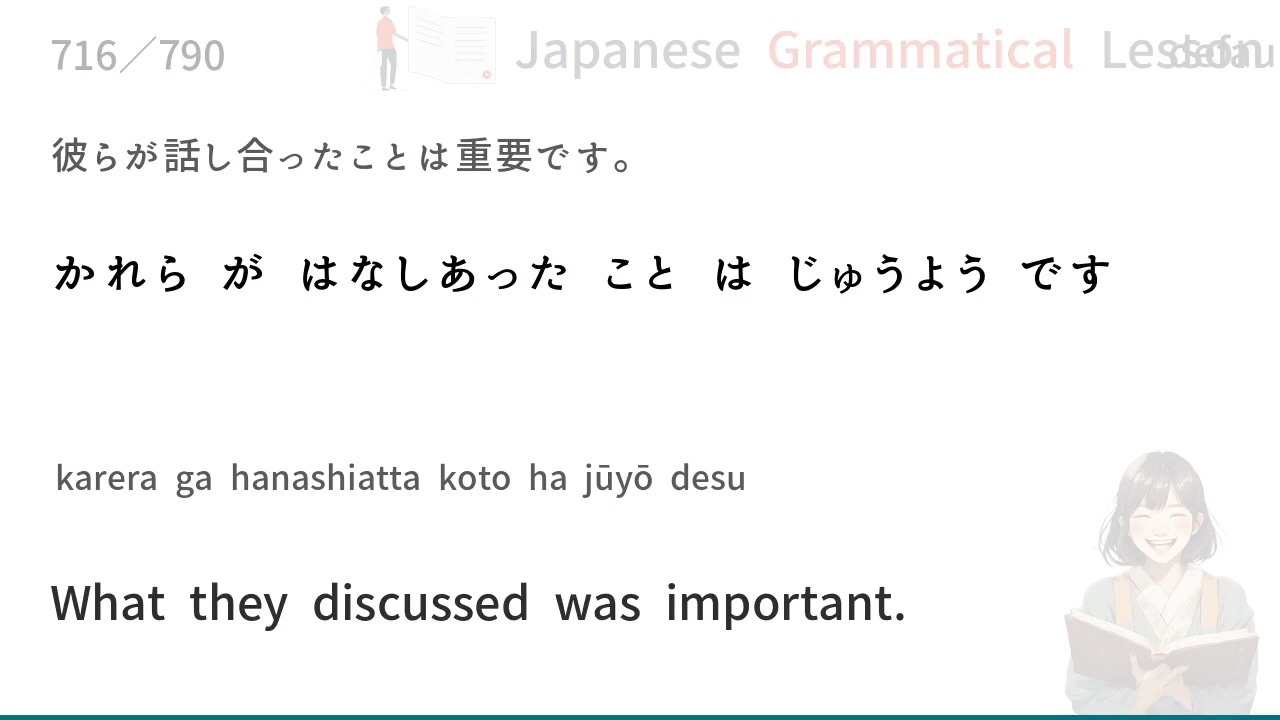 716／790
Japanese Grammatical Lesson
彼らが話し合ったことは重要です。
かれら が はなしあった こと は じゅうよう です
karera ga hanashiatta koto ha jūyō desu
What they discussed was important.